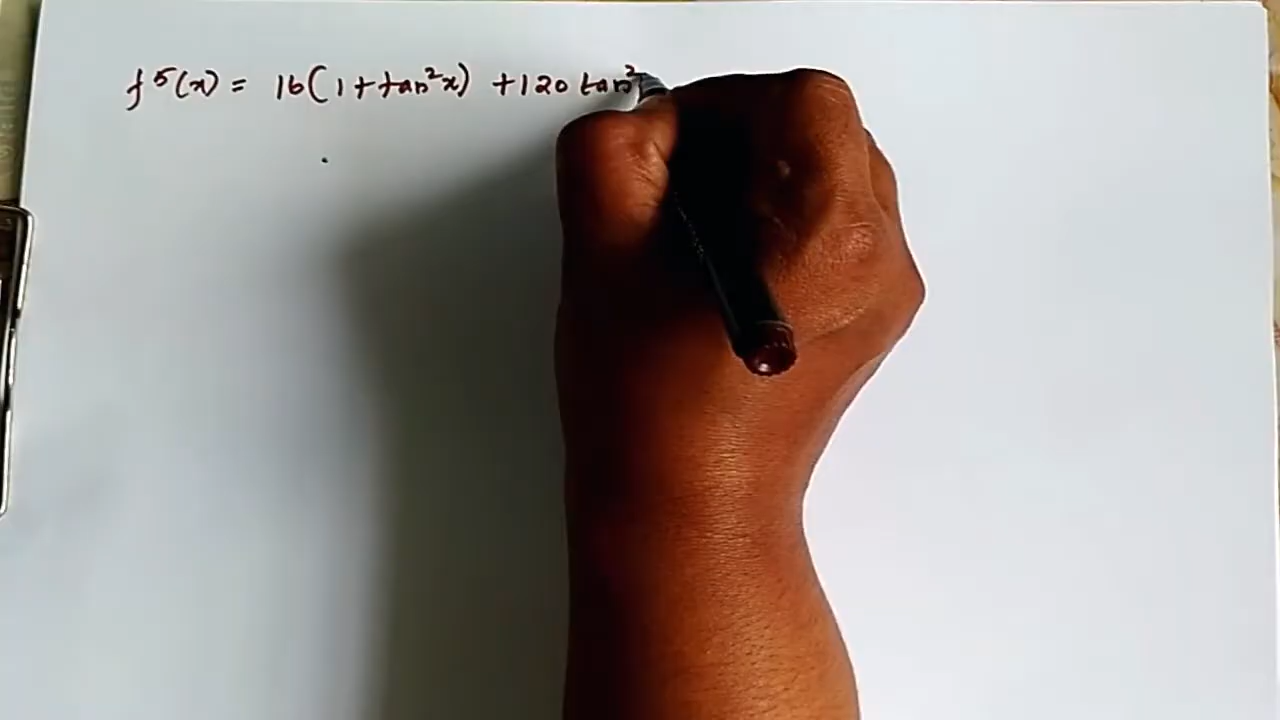 f⁵(x) = 16(1+tan²x) +120 tan²